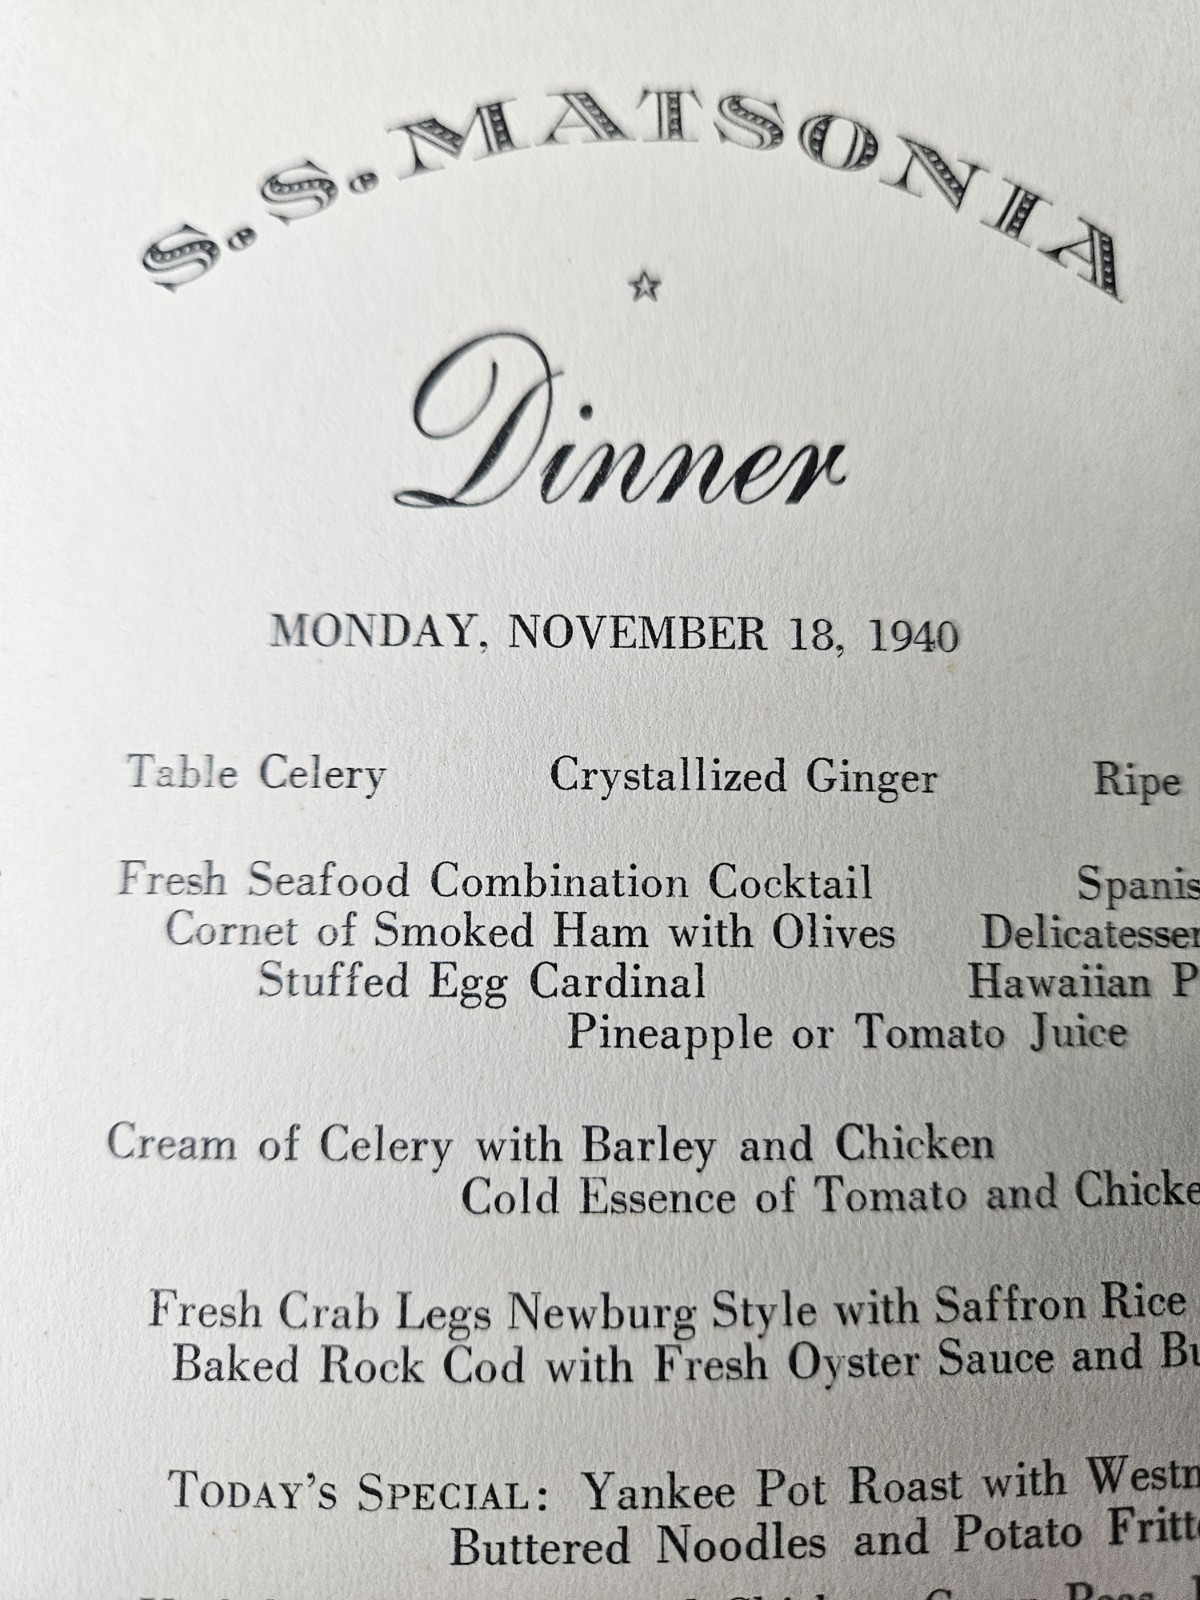 S.S. MATSONIA
Dinner
MONDAY, NOVEMBER 18, 1940
Table Celery Crystallized Ginger Ripe
Fresh Seafood Combination Cocktail
Cornet of Smoked Ham with Olives
Stuffed Egg Cardinal Hawaiian
Pineapple or Tomato Juice
Cream of Celery with Barley and Chicken
Cold Essence of Tomato and
Fresh Crab Legs Newburg Style with Saffron Rice
Baked Rock Cod with Fresh Oyster Sauce and
TODAY'S SPECIAL: Yankee Pot Roast with
Buttered Noodles and Potato